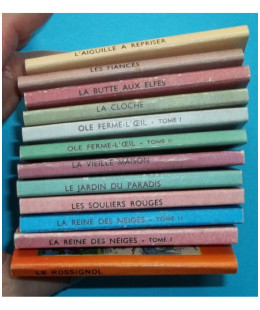 L'AIGUILLE A REPRISER
LES FIANCÉS
LA BUTTE AUX ELFES
LA CLOCHE
OLE FERME-L'ŒIL - TOME I
OLE FERME-L'ŒIL - TOME II
LA VIEILLE MAISON
LE JARDIN DU PARADIS
LES SOULIERS ROUGES
LA REINE DES NEIGES - TOME II
LA REINE DES NEIGES - TOME I
LE ROSSIGNOL